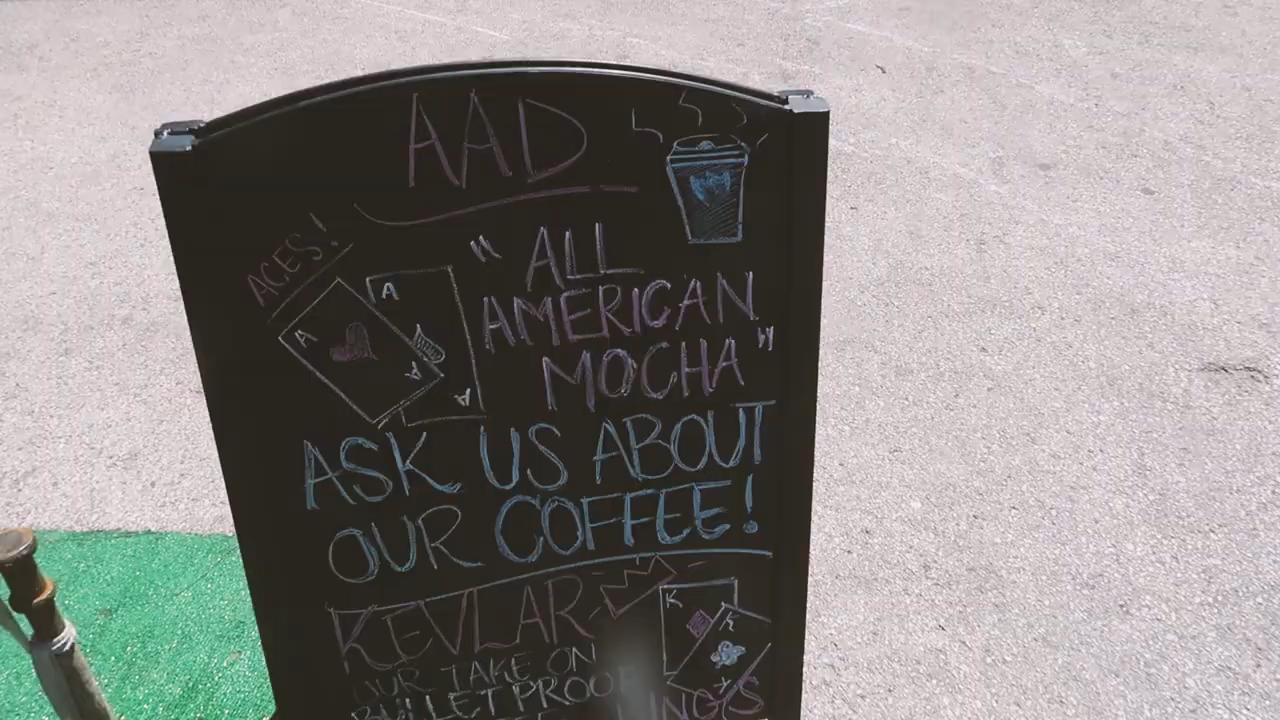 AAD
ACES!
A
A
A
A
" ALL
AMERICAN
MOCHA"
ASK US ABOUT
OUR COFFEE!
KEVLAR
K
K
OUR TAKE ON
BULLETPROOF